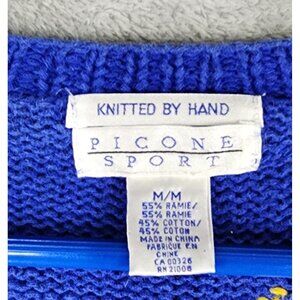 KNITTED BY HAND
PICONE
SPORT
M/M
55% RAMIE/
55% RAMIE
45% COTTON/
45% COTON
MADE IN CHINA
FABRIQUE EN
CHINE
CA 00326
RN 21006